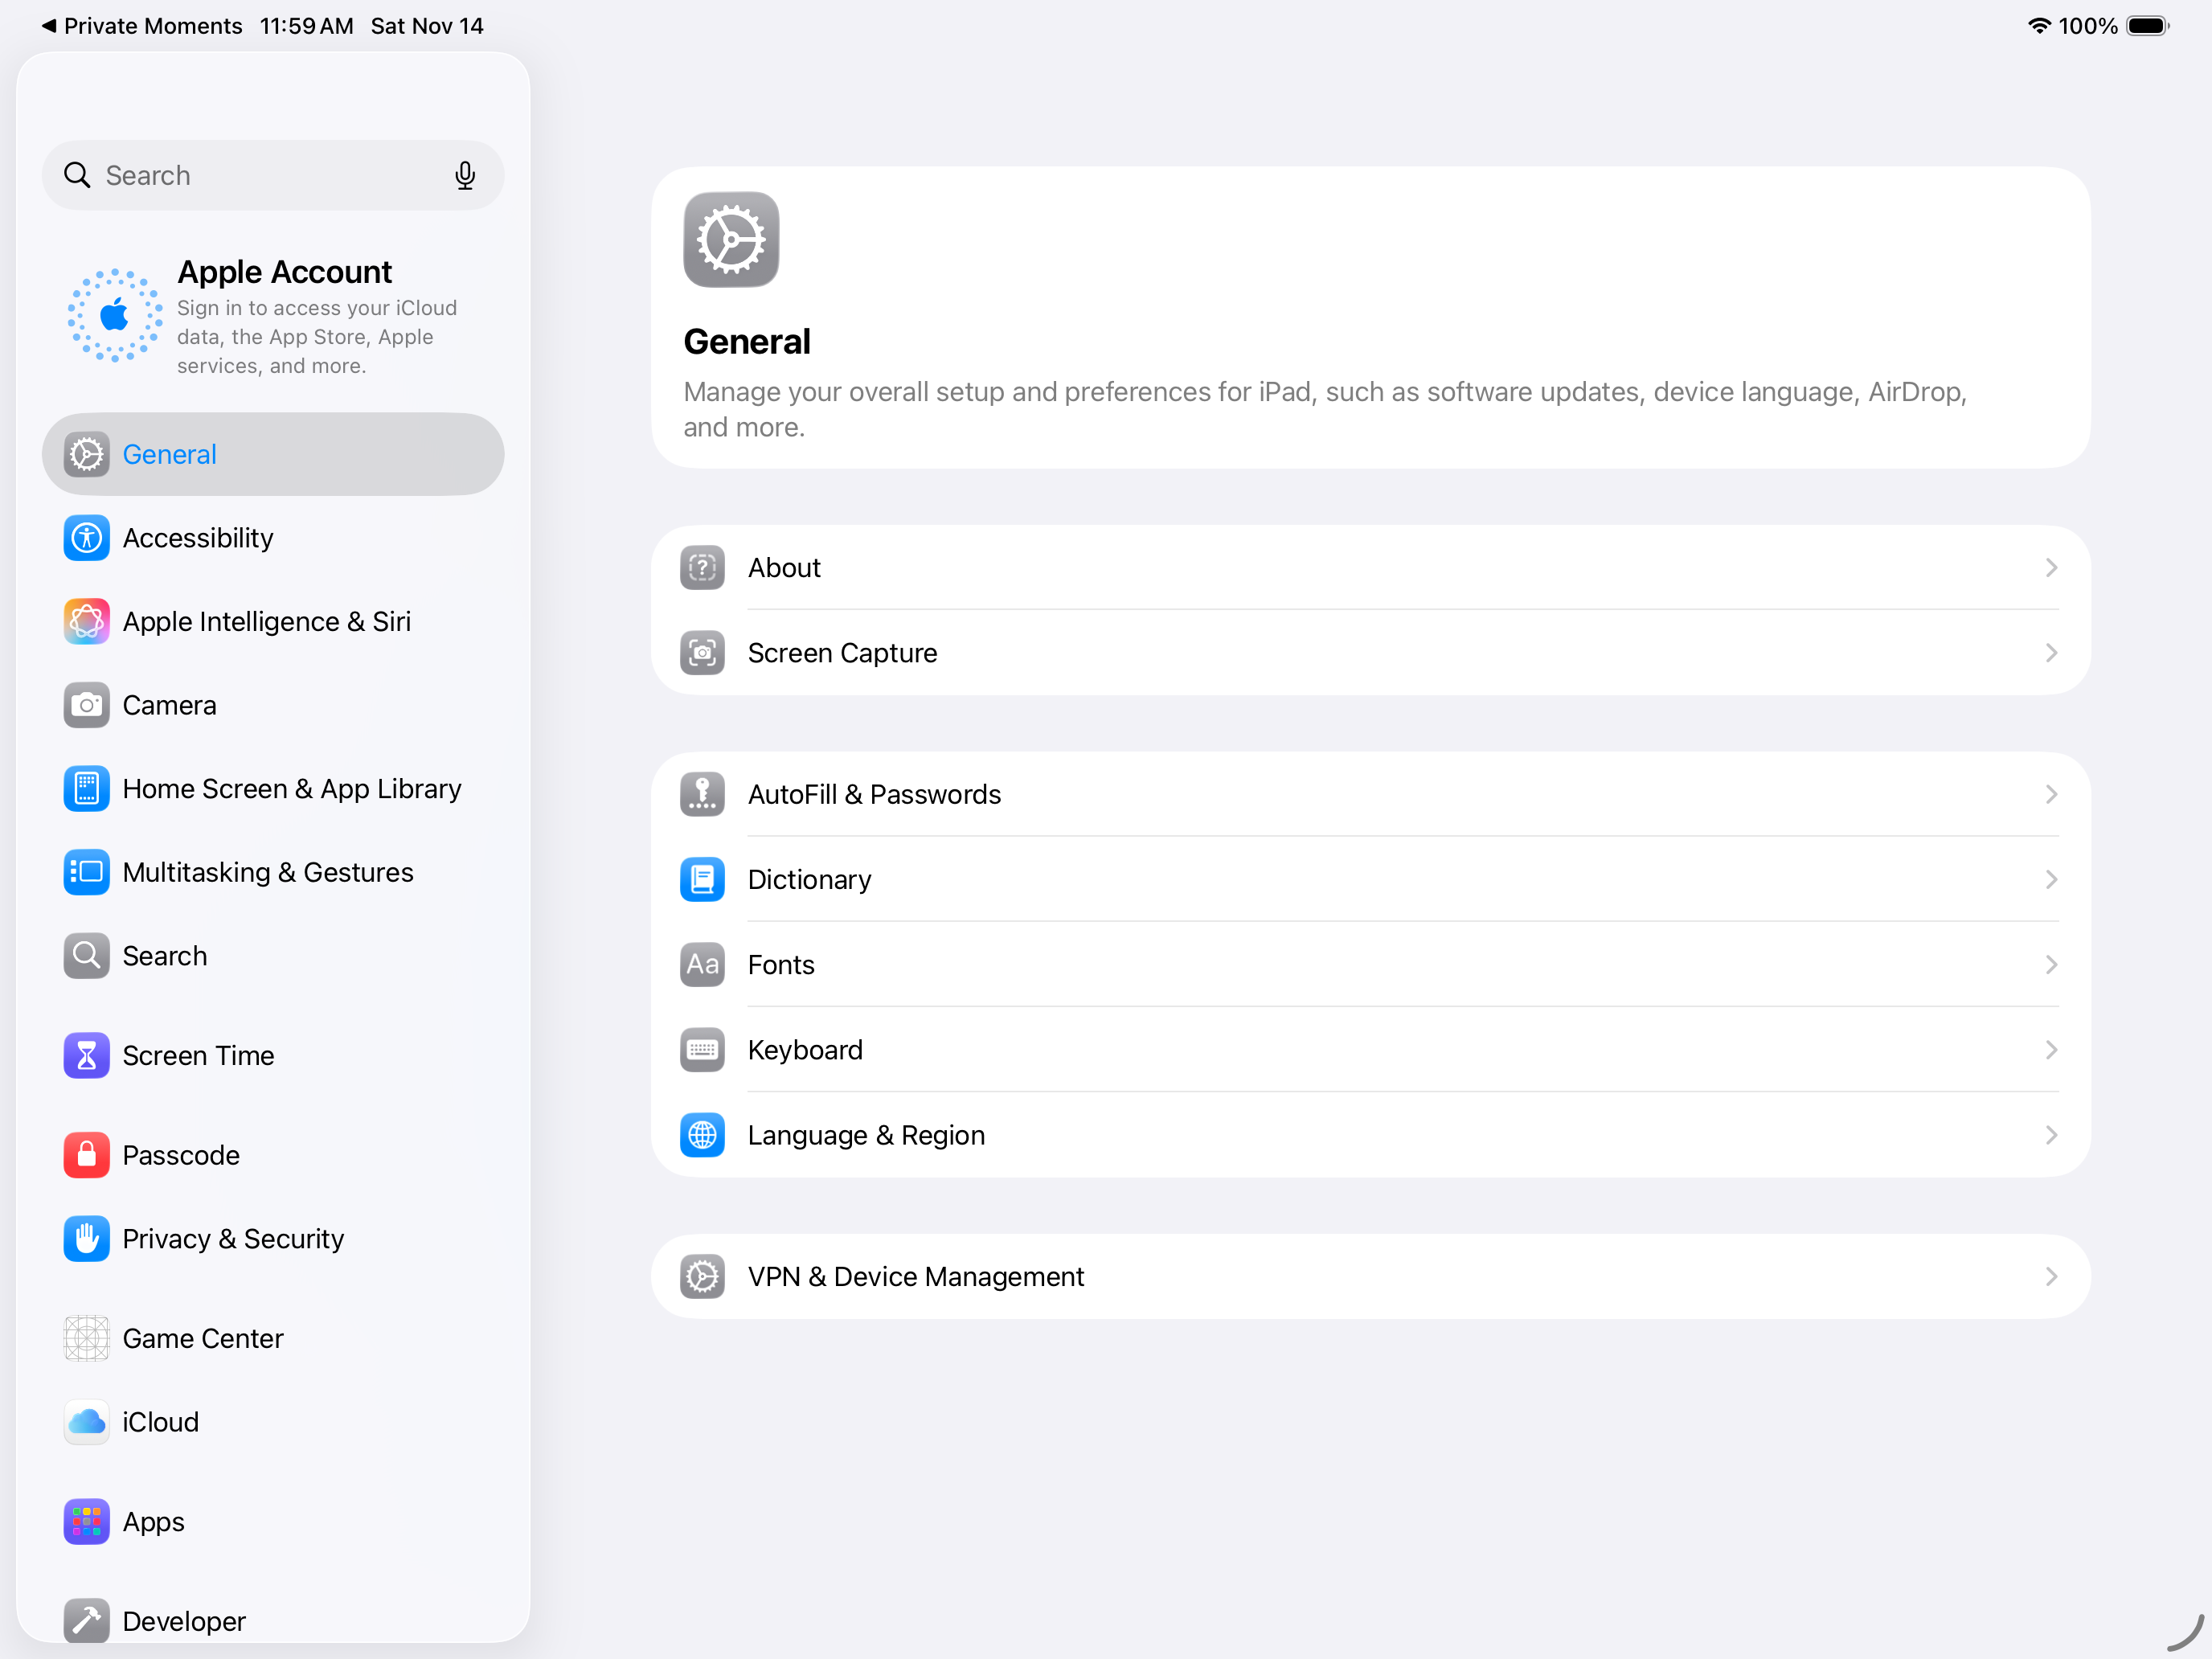 ◀ Private Moments 11:59 AM Sat Nov 14
100%
Search
Apple Account
Sign in to access your iCloud
data, the App Store, Apple
services, and more.
General
Accessibility
Apple Intelligence & Siri
Camera
Home Screen & App Library
Multitasking & Gestures
Search
Screen Time
Passcode
Privacy & Security
Game Center
iCloud
Apps
Developer
General
Manage your overall setup and preferences for iPad, such as software updates, device language, AirDrop,
and more.
About
Screen Capture
AutoFill & Passwords
Dictionary
Aa Fonts
Keyboard
Language & Region
VPN & Device Management